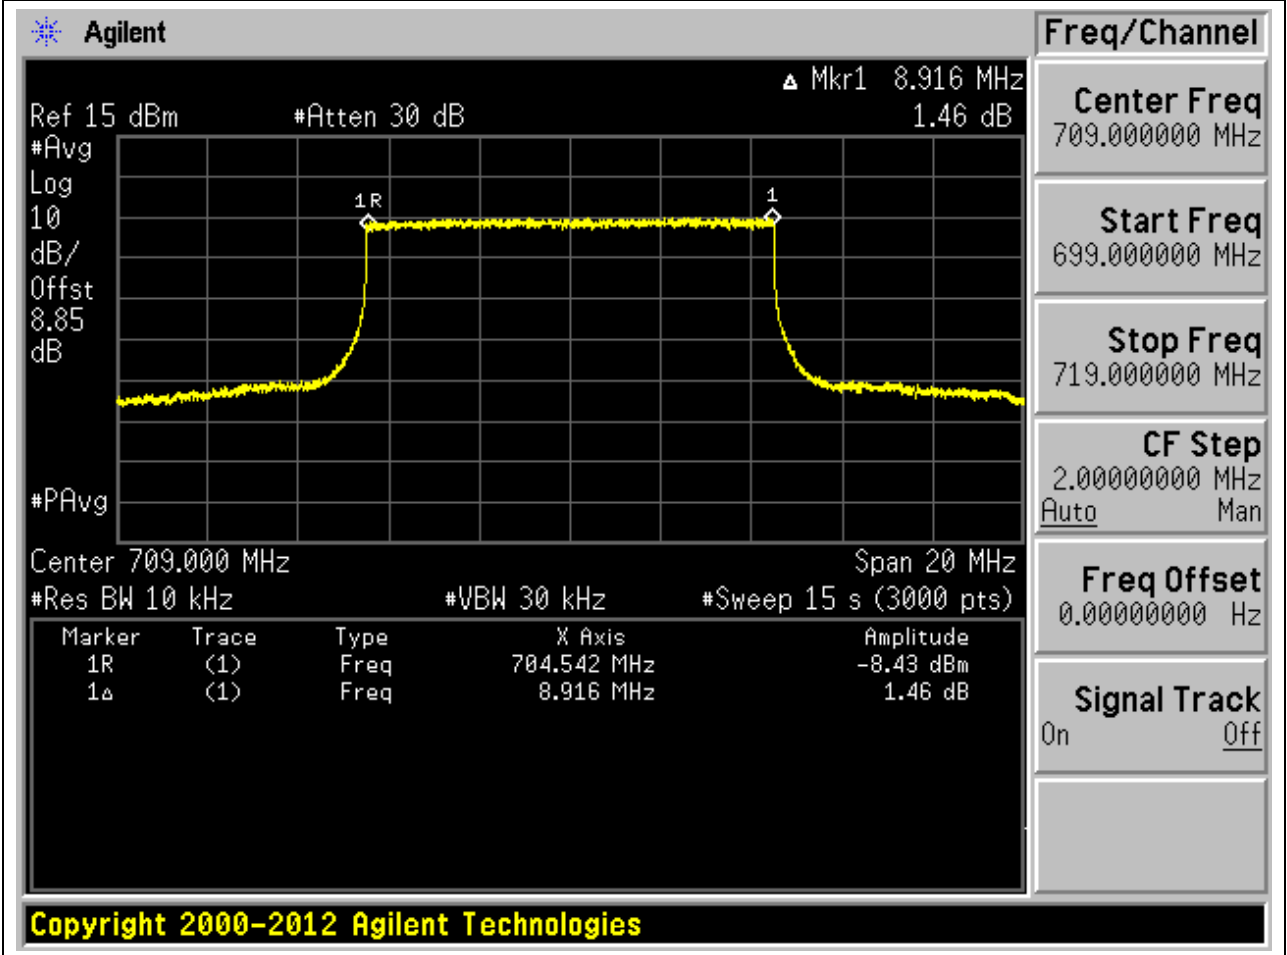 Agilent
Freq/Channel
Δ Mkr1 8.916 MHz
Ref 15 dBm #Atten 30 dB 1.46 dB
#Avg
Log
10
dB/
Offst
8.85
dB
1R
1
#PAvg
Center 709.000 MHz Span 20 MHz
#Res BW 10 kHz #VBW 30 kHz #Sweep 15 s (3000 pts)
Marker Trace Type X Axis Amplitude
1R (1) Freq 704.542 MHz -8.43 dBm
1Δ (1) Freq 8.916 MHz 1.46 dB
Center Freq
709.000000 MHz
Start Freq
699.000000 MHz
Stop Freq
719.000000 MHz
CF Step
2.00000000 MHz
Auto Man
Freq Offset
0.00000000 Hz
Signal Track
On Off
Copyright 2000-2012 Agilent Technologies